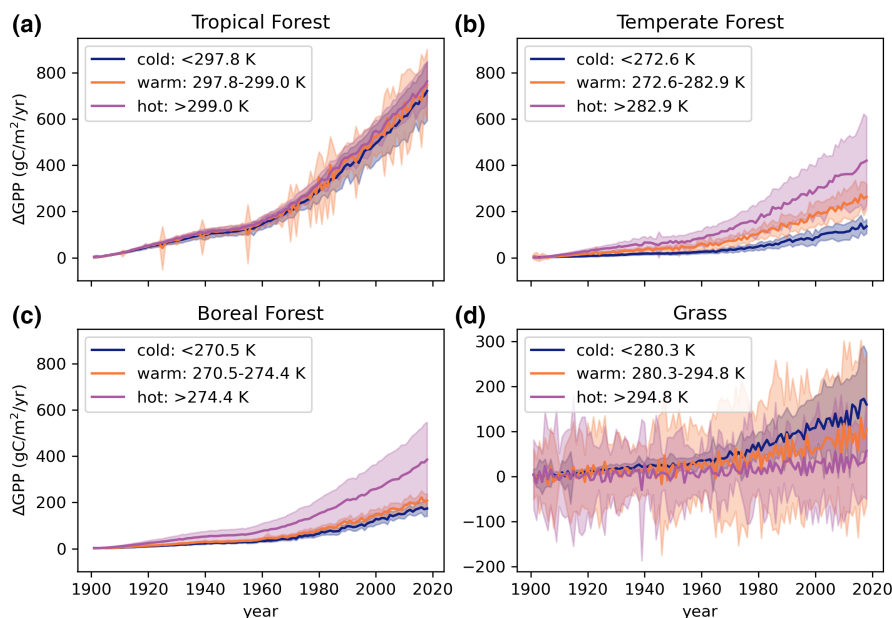 (a) Tropical Forest
cold: <297.8 K
warm: 297.8-299.0 K
hot: >299.0 K
800
600
400
200
0
ΔGPP (gC/m²/yr)
(b) Temperate Forest
cold: <272.6 K
warm: 272.6-282.9 K
hot: >282.9 K
800
600
400
200
0
(c) Boreal Forest
cold: <270.5 K
warm: 270.5-274.4 K
hot: >274.4 K
800
600
400
200
0
ΔGPP (gC/m²/yr)
1900 1920 1940 1960 1980 2000 2020
year
(d) Grass
cold: <280.3 K
warm: 280.3-294.8 K
hot: >294.8 K
300
200
100
0
−100
−200
1900 1920 1940 1960 1980 2000 2020
year